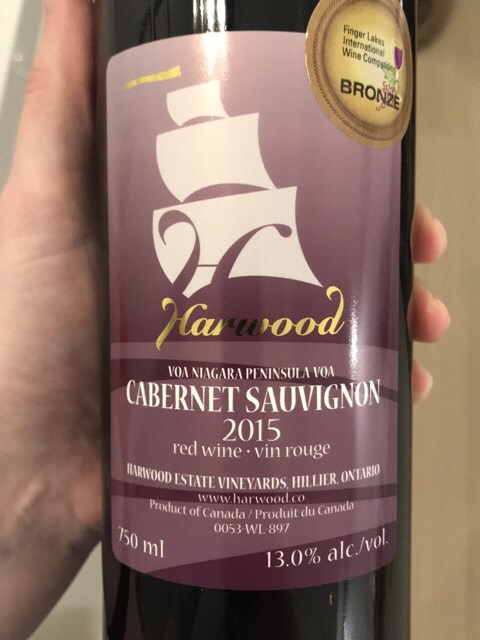 Finger Lakes
International
Wine Competition
BRONZE
Harwood
VQA NIAGARA PENINSULA VQA
CABERNET SAUVIGNON
2015
red wine · vin rouge
HARWOOD ESTATE VINEYARDS, HILLIER, ONTARIO
www.harwood.co
Product of Canada / Produit du Canada
0053-WL-897
750 ml
13.0% alc./vol.